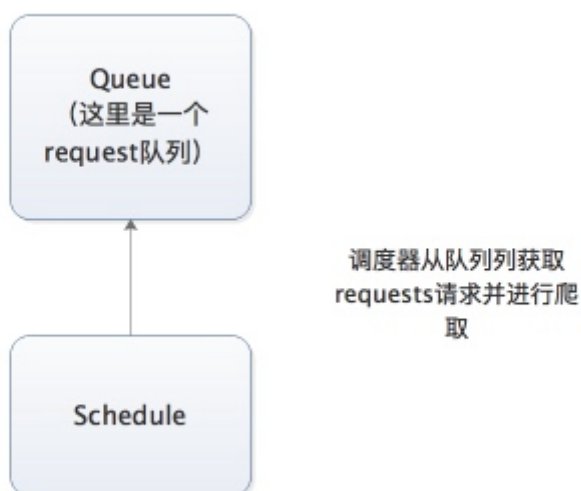 Queue
（这里是一个
request队列）
调度器从队列列获取
requests请求并进行爬
取
Schedule